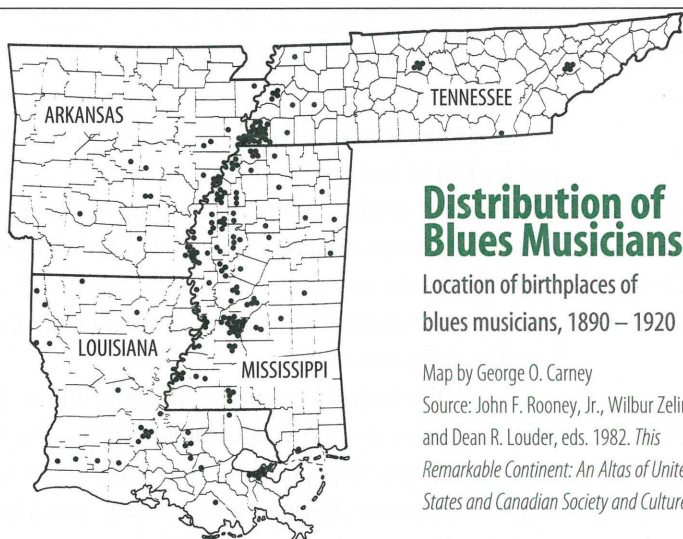 ARKANSAS
TENNESSEE
LOUISIANA
MISSISSIPPI
Distribution of
Blues Musicians
Location of birthplaces of
blues musicians, 1890 – 1920
Map by George O. Carney
Source: John F. Rooney, Jr., Wilbur Zelin
and Dean R. Louder, eds. 1982. This
Remarkable Continent: An Altas of Unite
States and Canadian Society and Culture